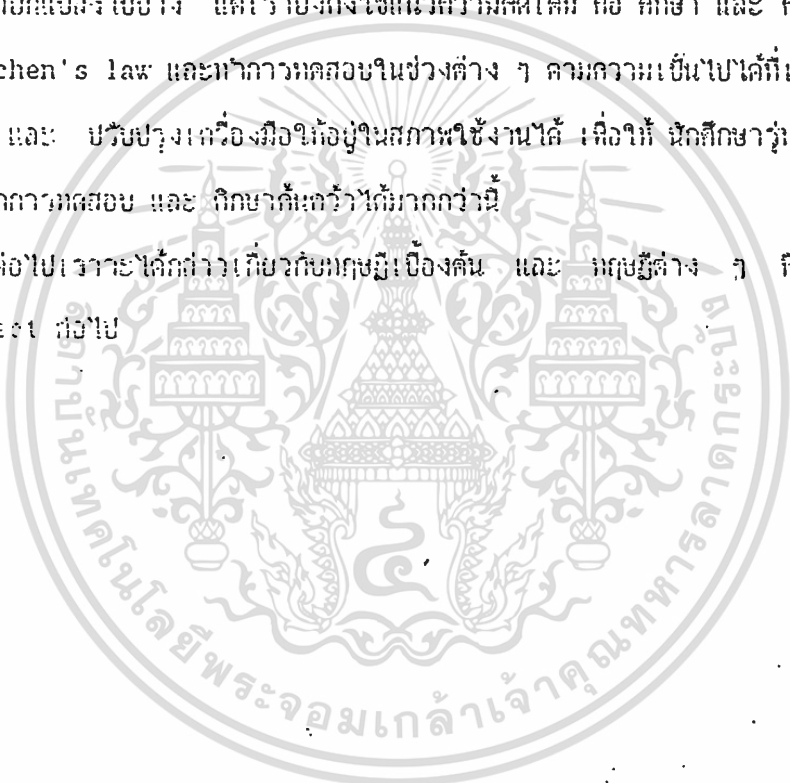 แต่เรายังคงใช้แนวความคิดเดิม คือ ศึกษา และ
chen's law และทำการทดสอบในช่วงต่าง ๆ ตามความเป็นไปได้ที่
และ ปรับปรุงเครื่องมือให้อยู่ในสภาพใช้งานได้ เพื่อให้ นักศึกษารุ่น
การทดสอบ และ ศึกษาค้นคว้าได้มากกว่านี้
ต่อไปเราจะได้กล่าวเกี่ยวกับทฤษฎีเบื้องต้น และ ทฤษฎีต่าง ๆ
ect ต่อไป
สถาบันเทคโนโลยีพระจอมเกล้าเจ้าคุณทหารลาดกระบัง